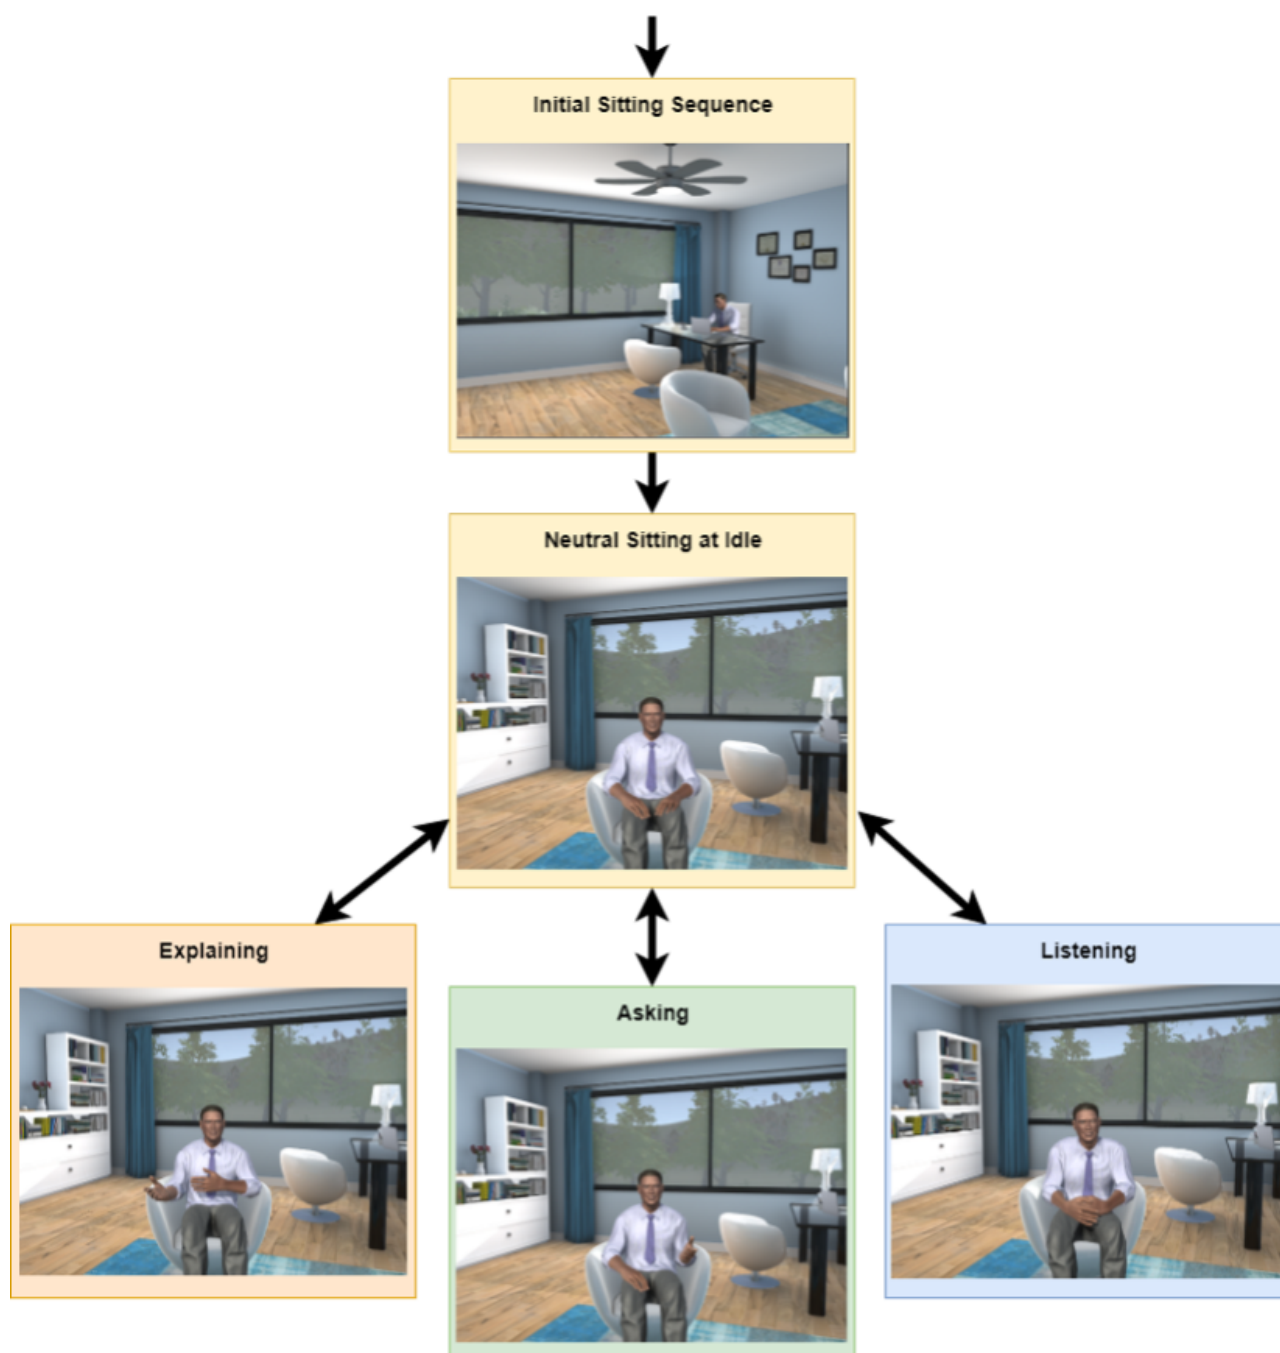 Initial Sitting Sequence
Neutral Sitting at Idle
Explaining
Asking
Listening